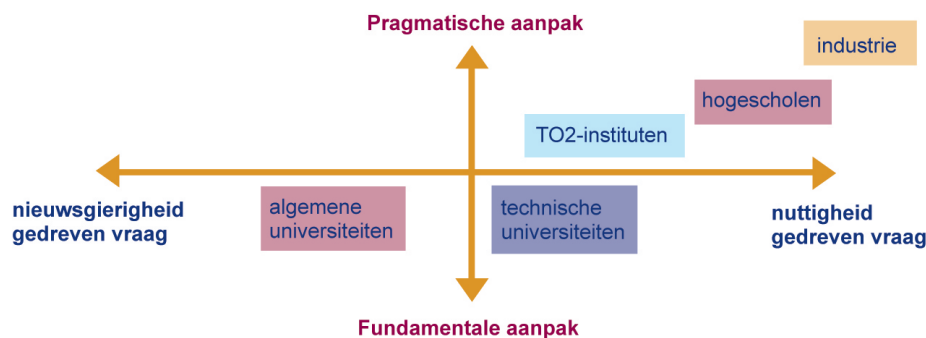 Pragmatische aanpak
industrie
hogescholen
TO2-instituten
nieuwsgierigheid
gedreven vraag
algemene
universiteiten
technische
universiteiten
nuttigheid
gedreven vraag
Fundamentale aanpak